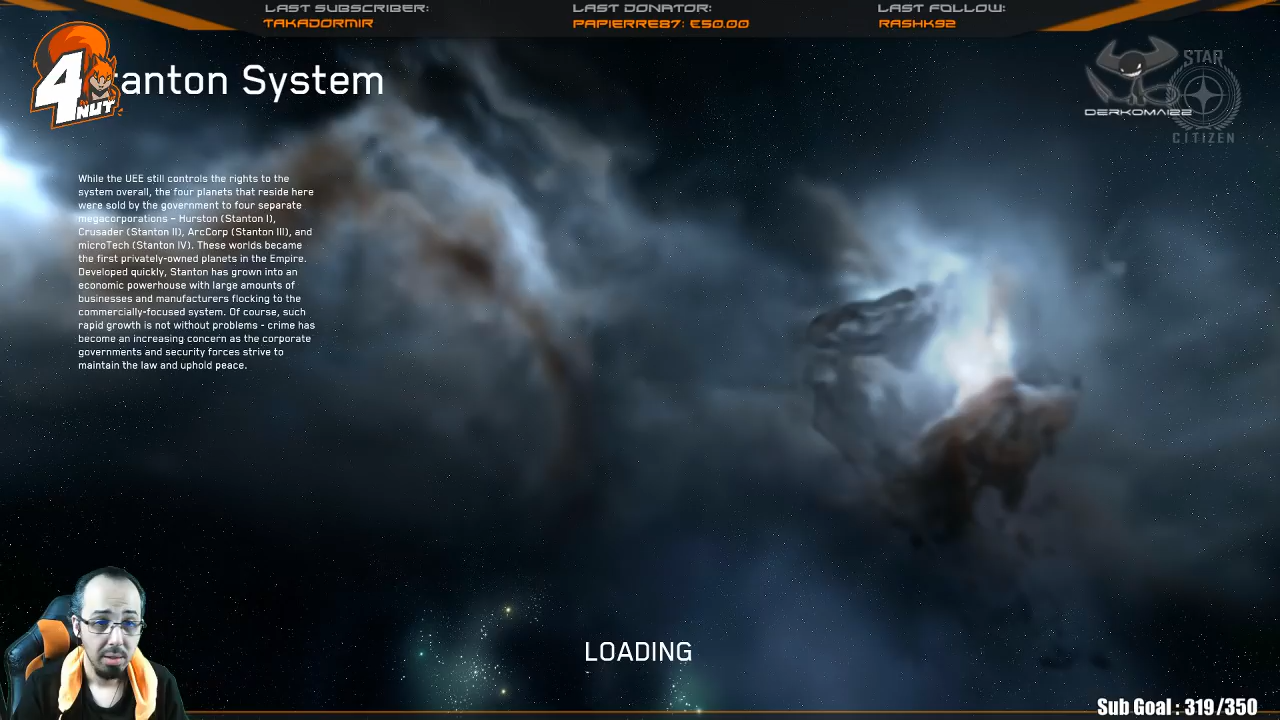 LAST SUBSCRIBER:
TAKADORMIR
LAST DONATOR:
PAPIERRE87: €50.00
LAST FOLLOW:
RASHK92
4
NUT
anton System
STAR
CITIZEN
DERKOMAI22
While the UEE still controls the rights to the
system overall, the four planets that reside here
were sold by the government to four separate
megacorporations – Hurston (Stanton I),
Crusader (Stanton II), ArcCorp (Stanton III), and
microTech (Stanton IV). These worlds became
the first privately-owned planets in the Empire.
Developed quickly, Stanton has grown into an
economic powerhouse with large amounts of
businesses and manufacturers flocking to the
commercially-focused system. Of course, such
rapid growth is not without problems - crime has
become an increasing concern as the corporate
governments and security forces strive to
maintain the law and uphold peace.
LOADING
Sub Goal : 319/350